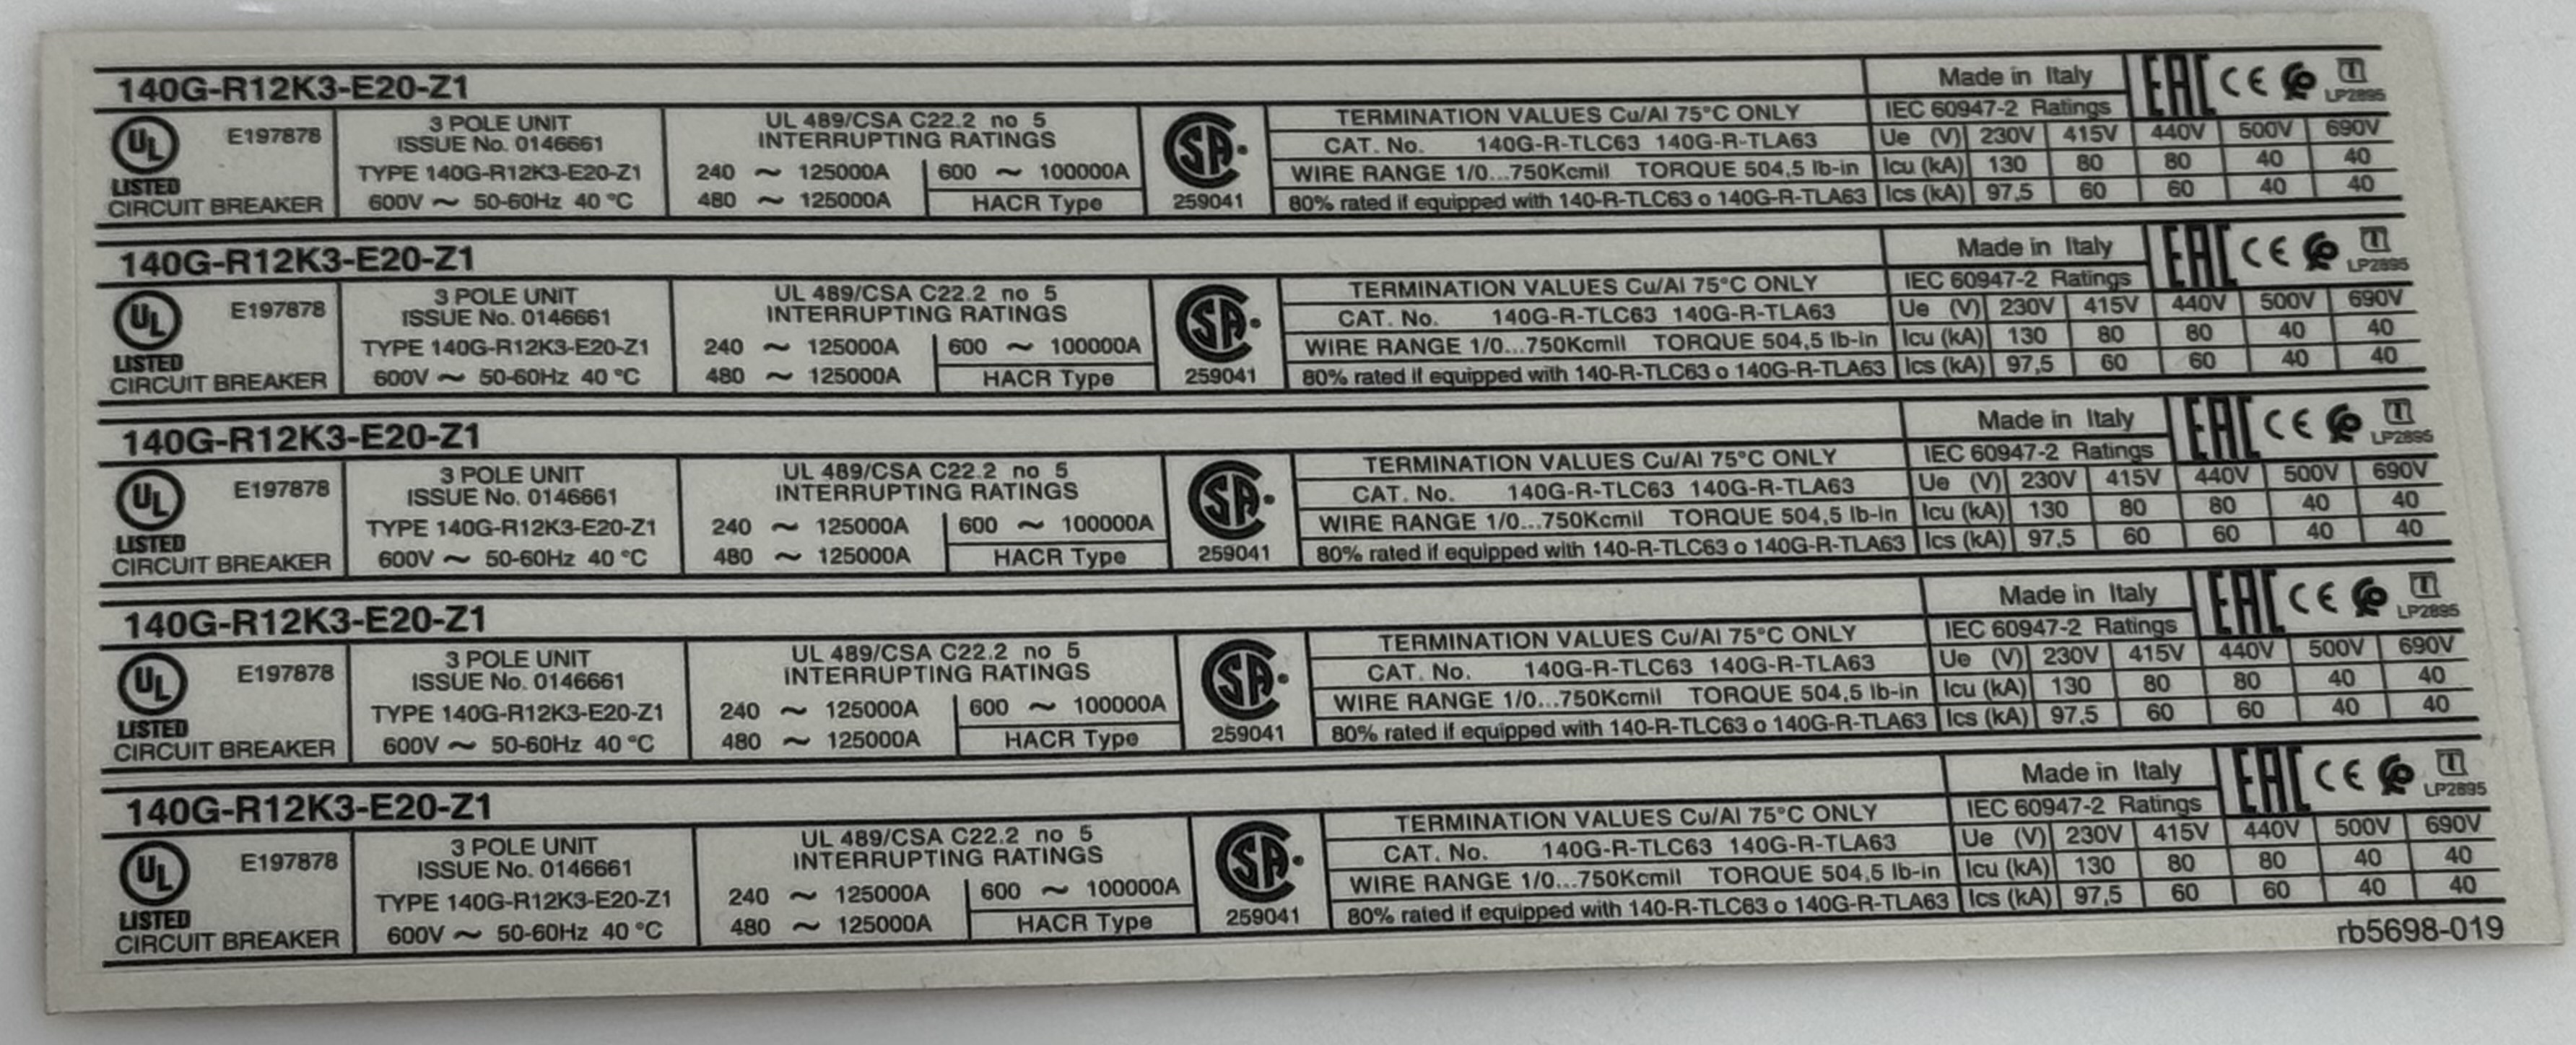 140G-R12K3-E20-Z1
UL
LISTED
CIRCUIT BREAKER
E197878
3 POLE UNIT
ISSUE No. 0146661
TYPE 140G-R12K3-E20-Z1
600V ~ 50-60Hz 40 °C
UL 489/CSA C22.2 no 5
INTERRUPTING RATINGS
240 ~ 125000A
480 ~ 125000A
600 ~ 100000A
HACR Type
SA
259041
TERMINATION VALUES Cu/Al 75°C ONLY
CAT. No. 140G-R-TLC63 140G-R-TLA63
WIRE RANGE 1/0...750Kcmil TORQUE 504,5 lb-in
80% rated if equipped with 140-R-TLC63 o 140G-R-TLA63
Made in Italy
IEC 60947-2 Ratings
EAC CE
LP2895
Ue (V) 230V 415V 440V 500V 690V
Icu (kA) 130 80 80 40 40
Ics (kA) 97,5 60 60 40 40
140G-R12K3-E20-Z1
UL
LISTED
CIRCUIT BREAKER
E197878
3 POLE UNIT
ISSUE No. 0146661
TYPE 140G-R12K3-E20-Z1
600V ~ 50-60Hz 40 °C
UL 489/CSA C22.2 no 5
INTERRUPTING RATINGS
240 ~ 125000A
480 ~ 125000A
600 ~ 100000A
HACR Type
SA
259041
TERMINATION VALUES Cu/Al 75°C ONLY
CAT. No. 140G-R-TLC63 140G-R-TLA63
WIRE RANGE 1/0...750Kcmil TORQUE 504,5 lb-in
80% rated if equipped with 140-R-TLC63 o 140G-R-TLA63
Made in Italy
IEC 60947-2 Ratings
EAC CE
LP2895
Ue (V) 230V 415V 440V 500V 690V
Icu (kA) 130 80 80 40 40
Ics (kA) 97,5 60 60 40 40
140G-R12K3-E20-Z1
UL
LISTED
CIRCUIT BREAKER
E197878
3 POLE UNIT
ISSUE No. 0146661
TYPE 140G-R12K3-E20-Z1
600V ~ 50-60Hz 40 °C
UL 489/CSA C22.2 no 5
INTERRUPTING RATINGS
240 ~ 125000A
480 ~ 125000A
600 ~ 100000A
HACR Type
SA
259041
TERMINATION VALUES Cu/Al 75°C ONLY
CAT. No. 140G-R-TLC63 140G-R-TLA63
WIRE RANGE 1/0...750Kcmil TORQUE 504,5 lb-in
80% rated if equipped with 140-R-TLC63 o 140G-R-TLA63
Made in Italy
IEC 60947-2 Ratings
EAC CE
LP2895
Ue (V) 230V 415V 440V 500V 690V
Icu (kA) 130 80 80 40 40
Ics (kA) 97,5 60 60 40 40
140G-R12K3-E20-Z1
UL
LISTED
CIRCUIT BREAKER
E197878
3 POLE UNIT
ISSUE No. 0146661
TYPE 140G-R12K3-E20-Z1
600V ~ 50-60Hz 40 °C
UL 489/CSA C22.2 no 5
INTERRUPTING RATINGS
240 ~ 125000A
480 ~ 125000A
600 ~ 100000A
HACR Type
SA
259041
TERMINATION VALUES Cu/Al 75°C ONLY
CAT. No. 140G-R-TLC63 140G-R-TLA63
WIRE RANGE 1/0...750Kcmil TORQUE 504,5 lb-in
80% rated if equipped with 140-R-TLC63 o 140G-R-TLA63
Made in Italy
IEC 60947-2 Ratings
EAC CE
LP2895
Ue (V) 230V 415V 440V 500V 690V
Icu (kA) 130 80 80 40 40
Ics (kA) 97,5 60 60 40 40
140G-R12K3-E20-Z1
UL
LISTED
CIRCUIT BREAKER
E197878
3 POLE UNIT
ISSUE No. 0146661
TYPE 140G-R12K3-E20-Z1
600V ~ 50-60Hz 40 °C
UL 489/CSA C22.2 no 5
INTERRUPTING RATINGS
240 ~ 125000A
480 ~ 125000A
600 ~ 100000A
HACR Type
SA
259041
TERMINATION VALUES Cu/Al 75°C ONLY
CAT. No. 140G-R-TLC63 140G-R-TLA63
WIRE RANGE 1/0...750Kcmil TORQUE 504,5 lb-in
80% rated if equipped with 140-R-TLC63 o 140G-R-TLA63
Made in Italy
IEC 60947-2 Ratings
EAC CE
LP2895
Ue (V) 230V 415V 440V 500V 690V
Icu (kA) 130 80 80 40 40
Ics (kA) 97,5 60 60 40 40
rb5698-019